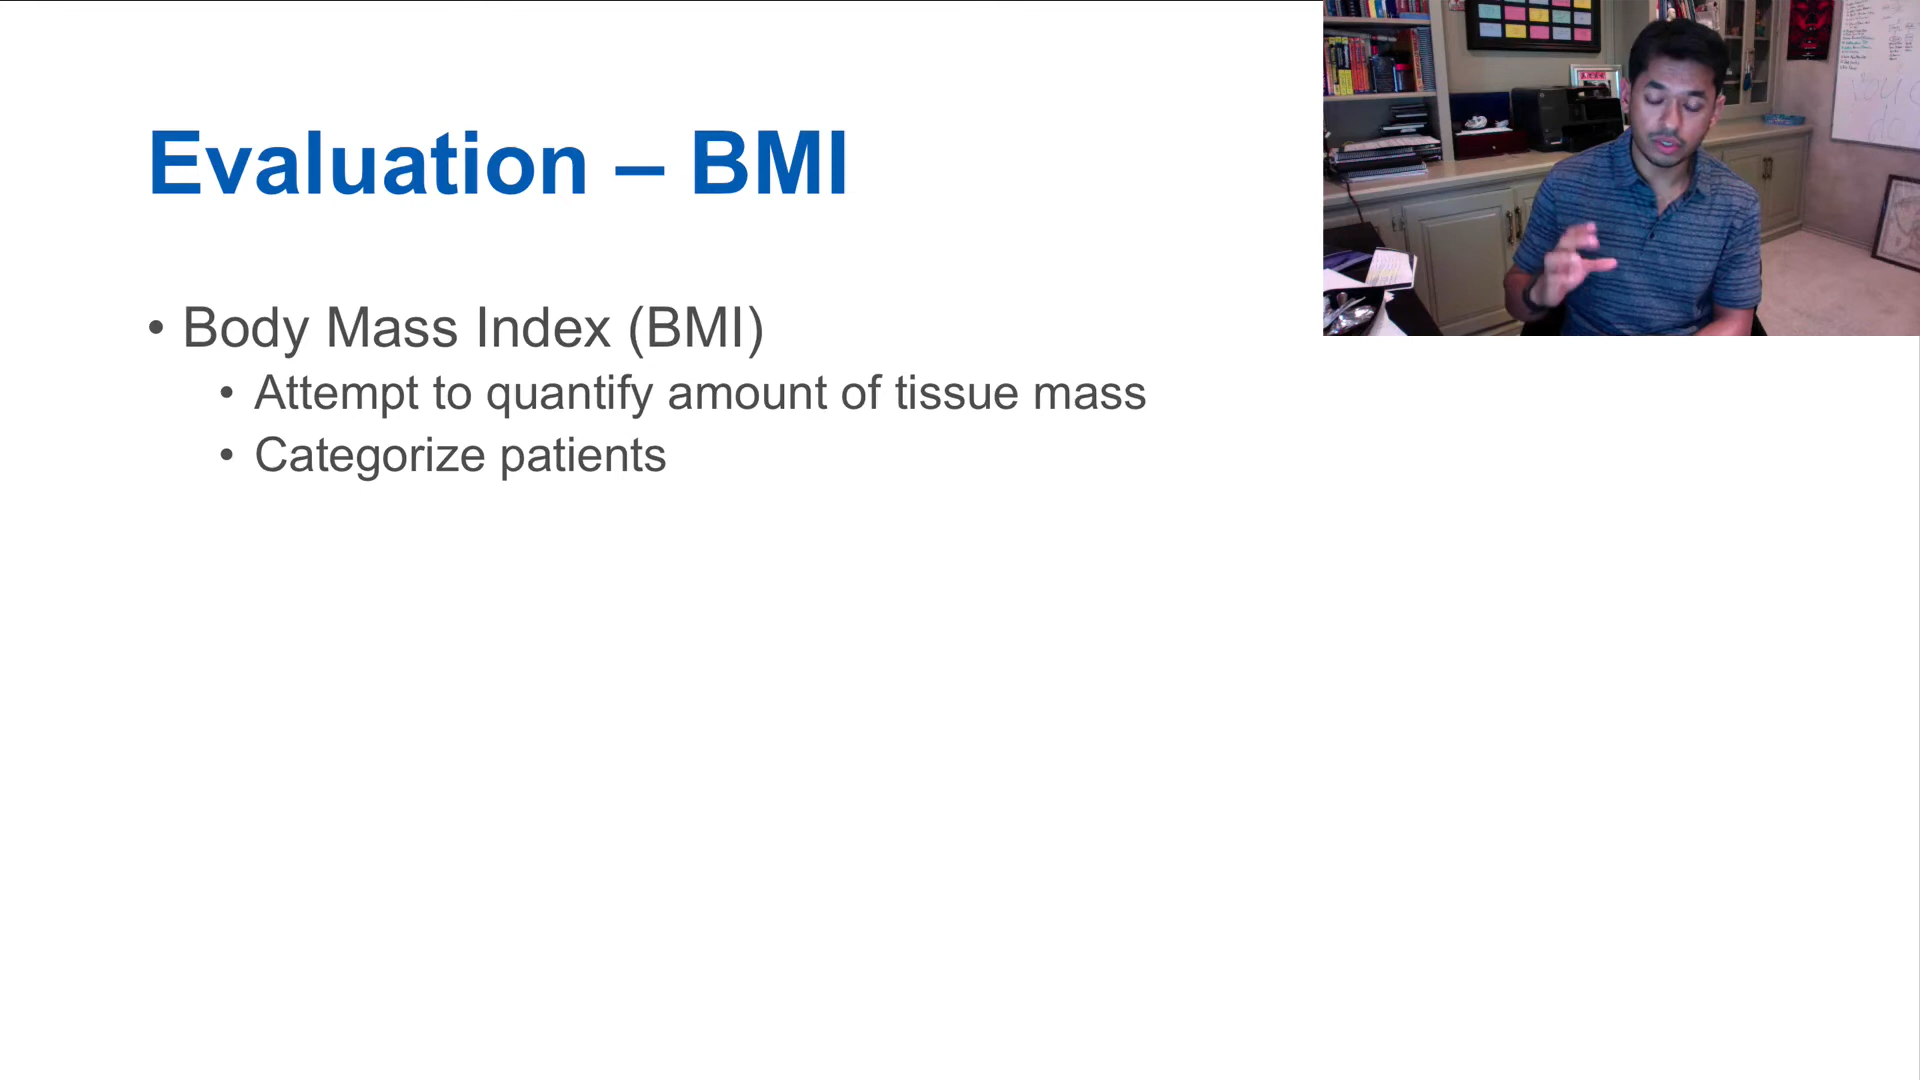 Evaluation – BMI
• Body Mass Index (BMI)
• Attempt to quantify amount of tissue mass
• Categorize patients